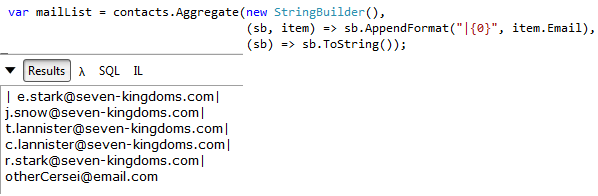 var mailList = contacts.Aggregate(new StringBuilder(),
(sb, item) => sb.AppendFormat("|{0}", item.Email),
(sb) => sb.ToString());
Results λ SQL IL
| e.stark@seven-kingdoms.com|
j.snow@seven-kingdoms.com|
t.lannister@seven-kingdoms.com|
c.lannister@seven-kingdoms.com|
r.stark@seven-kingdoms.com|
otherCersei@email.com